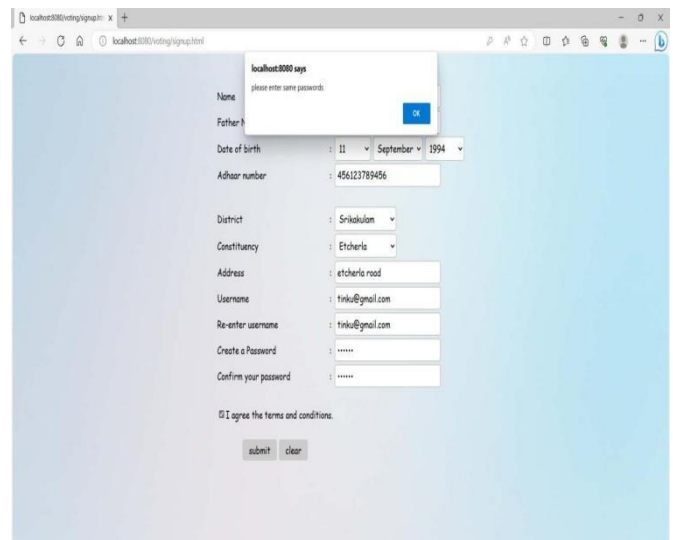 localhost:8080/voting/signup.ht X +
localhost:8080/voting/signup.html
localhost:8080 says
please enter same passwords
OK
Name
Father N
Date of birth : 11 September 1994
Adhaar number : 456123789456
District : Srikakulam
Constituency : Etcherla
Address : etcherla road
Username : tinku@gmail.com
Re-enter username : tinku@gmail.com
Create a Password : ······
Confirm your password : ······
I agree the terms and conditions.
submit clear